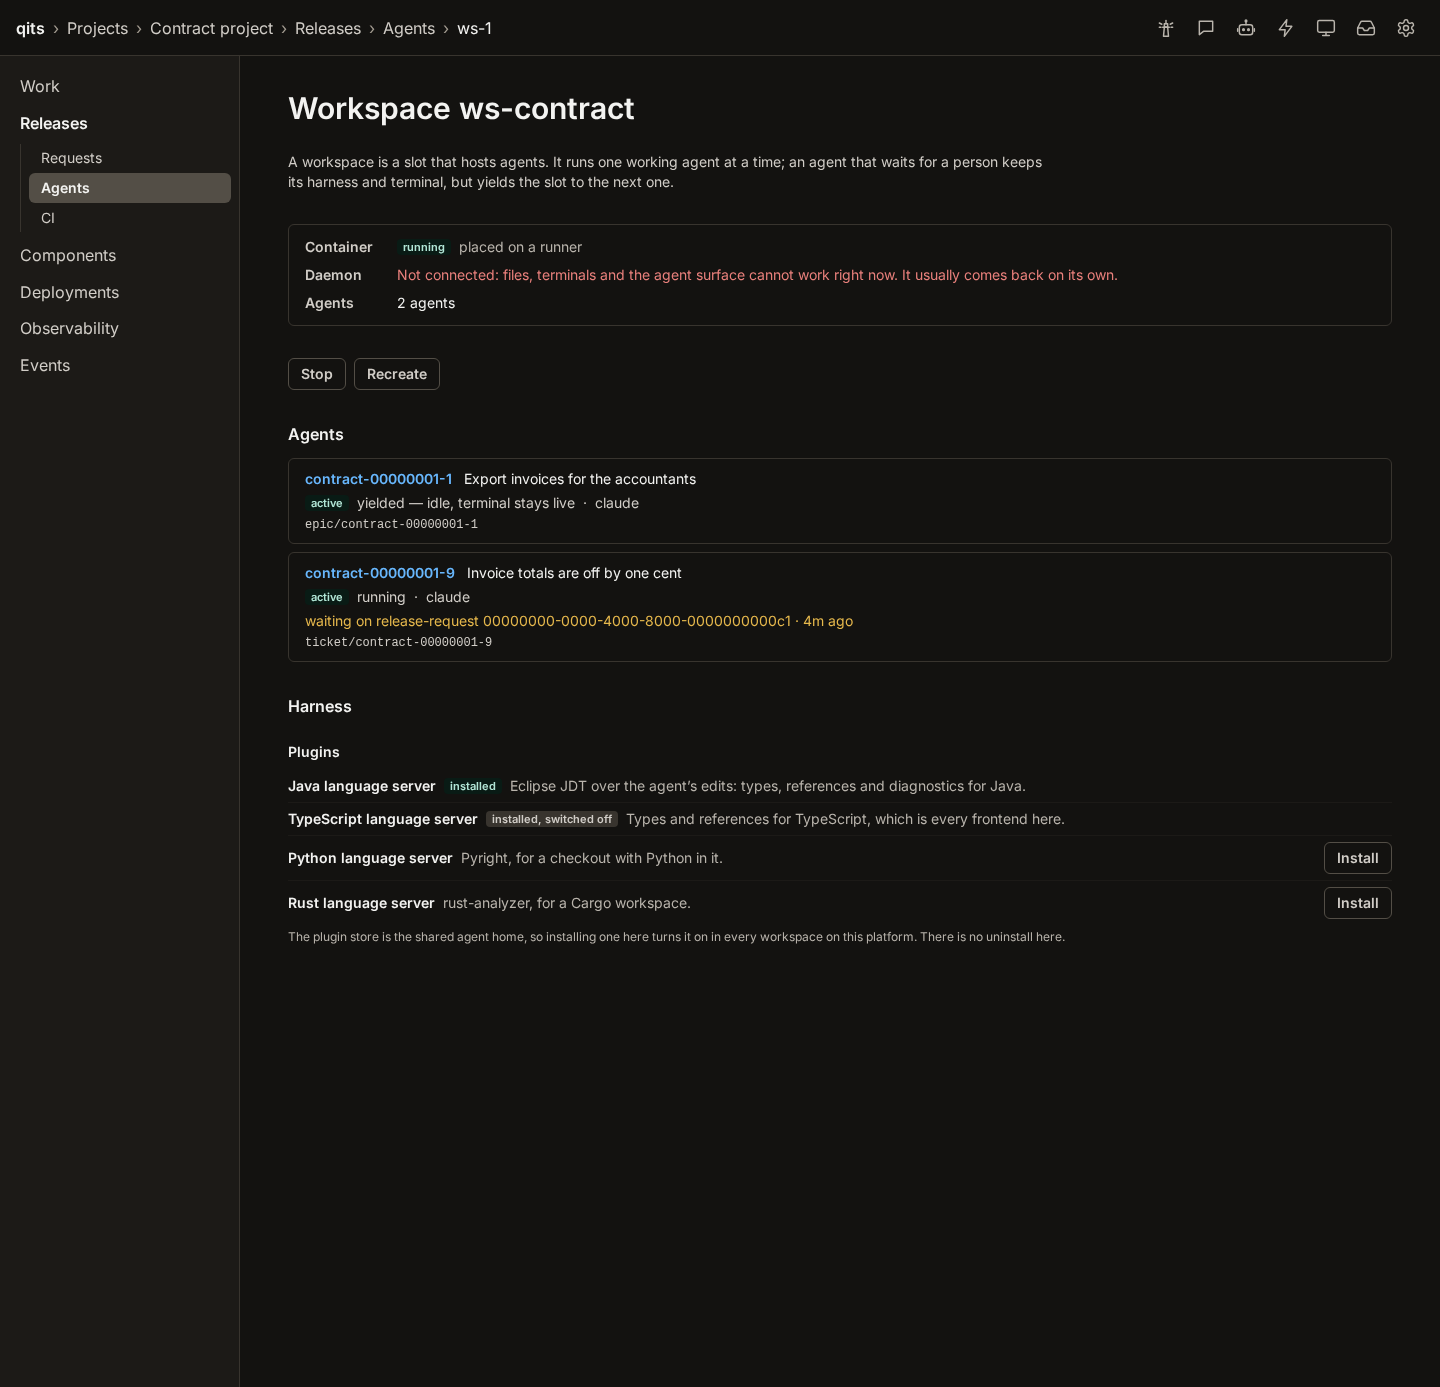 qits › Projects › Contract project › Releases › Agents › ws-1
Work
Releases
Requests
Agents
CI
Components
Deployments
Observability
Events
Workspace ws-contract
A workspace is a slot that hosts agents. It runs one working agent at a time; an agent that waits for a person keeps
its harness and terminal, but yields the slot to the next one.
Container running placed on a runner
Daemon Not connected: files, terminals and the agent surface cannot work right now. It usually comes back on its own.
Agents 2 agents
Stop Recreate
Agents
contract-00000001-1 Export invoices for the accountants
active yielded — idle, terminal stays live · claude
epic/contract-00000001-1
contract-00000001-9 Invoice totals are off by one cent
active running · claude
waiting on release-request 00000000-0000-4000-8000-0000000000c1 · 4m ago
ticket/contract-00000001-9
Harness
Plugins
Java language server installed Eclipse JDT over the agent’s edits: types, references and diagnostics for Java.
TypeScript language server installed, switched off Types and references for TypeScript, which is every frontend here.
Python language server Pyright, for a checkout with Python in it. Install
Rust language server rust-analyzer, for a Cargo workspace. Install
The plugin store is the shared agent home, so installing one here turns it on in every workspace on this platform. There is no uninstall here.